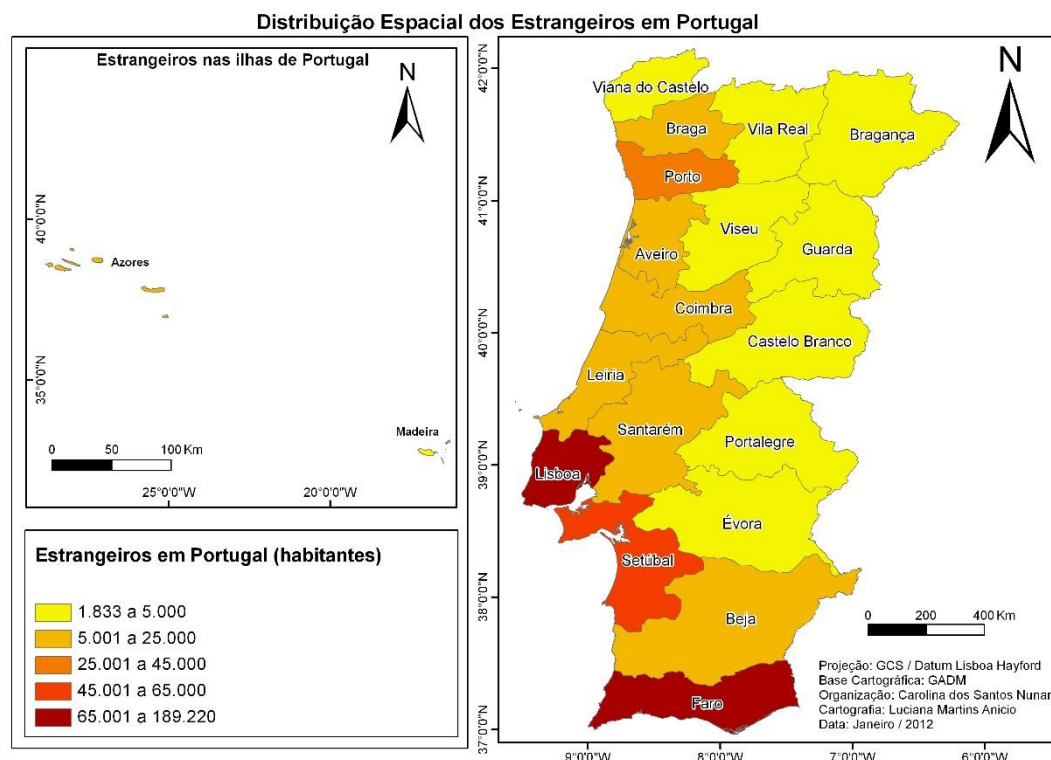 Distribuição Espacial dos Estrangeiros em Portugal
Estrangeiros nas ilhas de Portugal
N
40°0'0"N
35°0'0"N
Azores
Madeira
0 50 100 Km
25°0'0"W 20°0'0"W
Estrangeiros em Portugal (habitantes)
1.833 a 5.000
5.001 a 25.000
25.001 a 45.000
45.001 a 65.000
65.001 a 189.220
N
42°0'0"N
41°0'0"N
40°0'0"N
39°0'0"N
38°0'0"N
37°0'0"N
Viana do Castelo
Braga
Vila Real
Bragança
Porto
Viseu
Aveiro
Guarda
Coimbra
Castelo Branco
Leiria
Santarém
Portalegre
Lisboa
Évora
Setúbal
Beja
Faro
0 200 400 Km
Projeção: GCS / Datum Lisboa Hayford
Base Cartográfica: GADM
Organização: Carolina dos Santos Nunan
Cartografia: Luciana Martins Anicio
Data: Janeiro / 2012
9°0'0"W 8°0'0"W 7°0'0"W 6°0'0"W